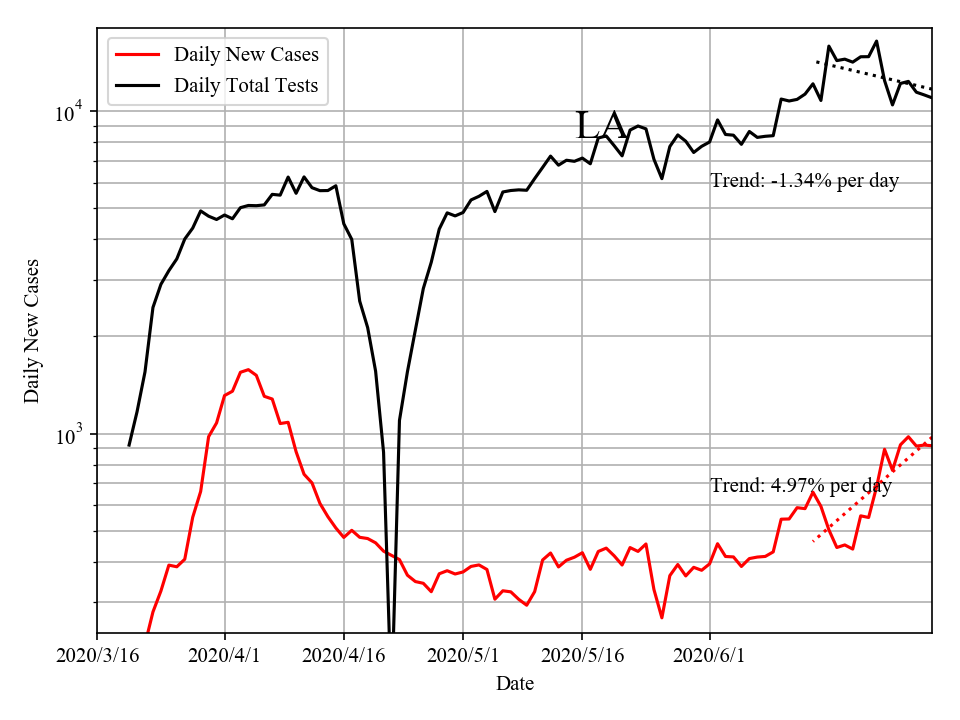 Daily New Cases
Daily Total Tests
10^4
LA
Trend: -1.34% per day
Daily New Cases
10^3
Trend: 4.97% per day
2020/3/16 2020/4/1 2020/4/16 2020/5/1 2020/5/16 2020/6/1
Date